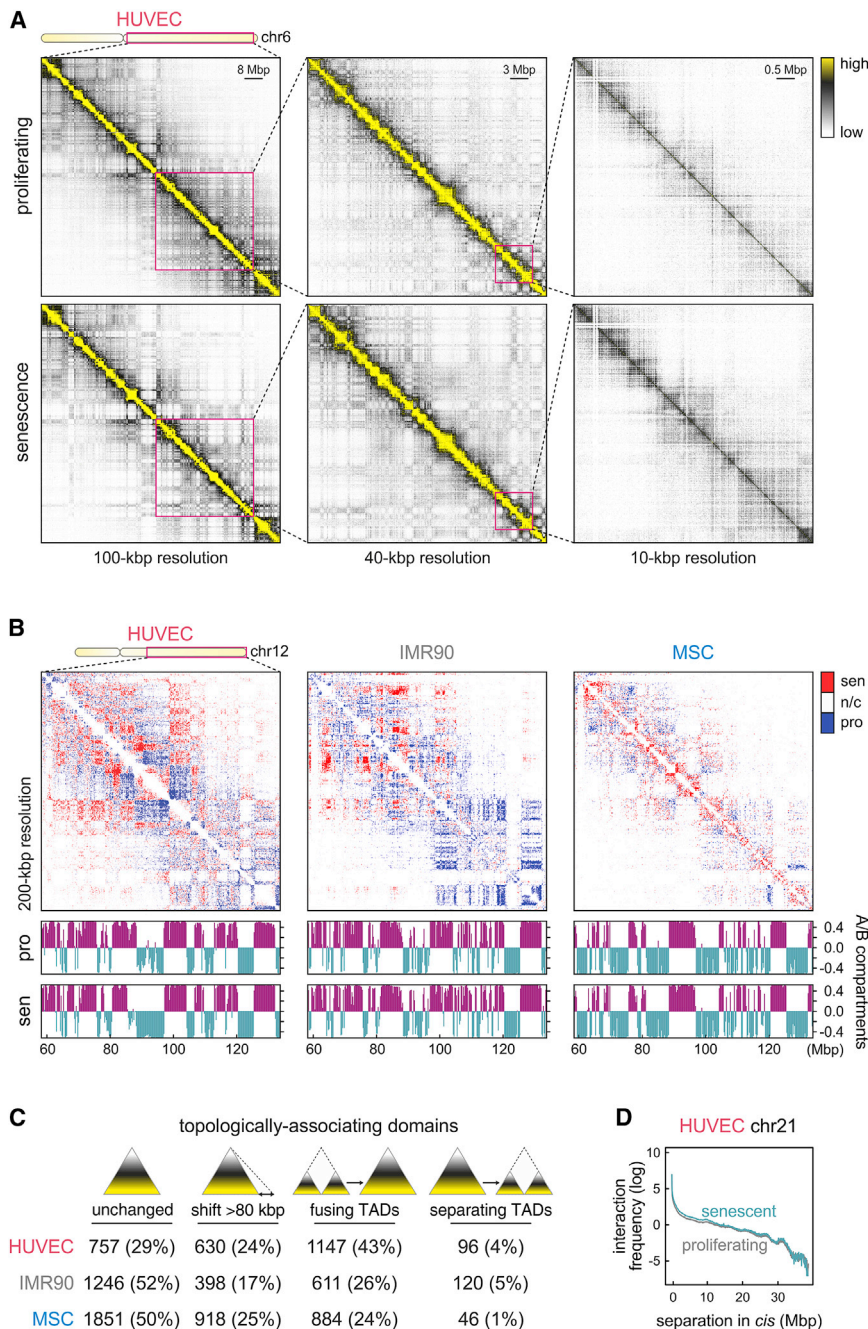 A
HUVEC
chr6
8 Mbp
3 Mbp
0.5 Mbp
high
low
proliferating
senescence
100-kbp resolution
40-kbp resolution
10-kbp resolution
B
HUVEC
chr12
IMR90
MSC
sen
n/c
pro
200-kbp resolution
pro
0.4
0.0
-0.4
sen
0.4
0.0
-0.4
A/B compartments
60 80 100 120
60 80 100 120
60 80 100 120 (Mbp)
C
topologically-associating domains
unchanged shift >80 kbp fusing TADs separating TADs
HUVEC 757 (29%) 630 (24%) 1147 (43%) 96 (4%)
IMR90 1246 (52%) 398 (17%) 611 (26%) 120 (5%)
MSC 1851 (50%) 918 (25%) 884 (24%) 46 (1%)
D
HUVEC chr21
interaction
frequency (log)
10
5
0
-5
senescent
proliferating
0 10 20 30
separation in cis (Mbp)